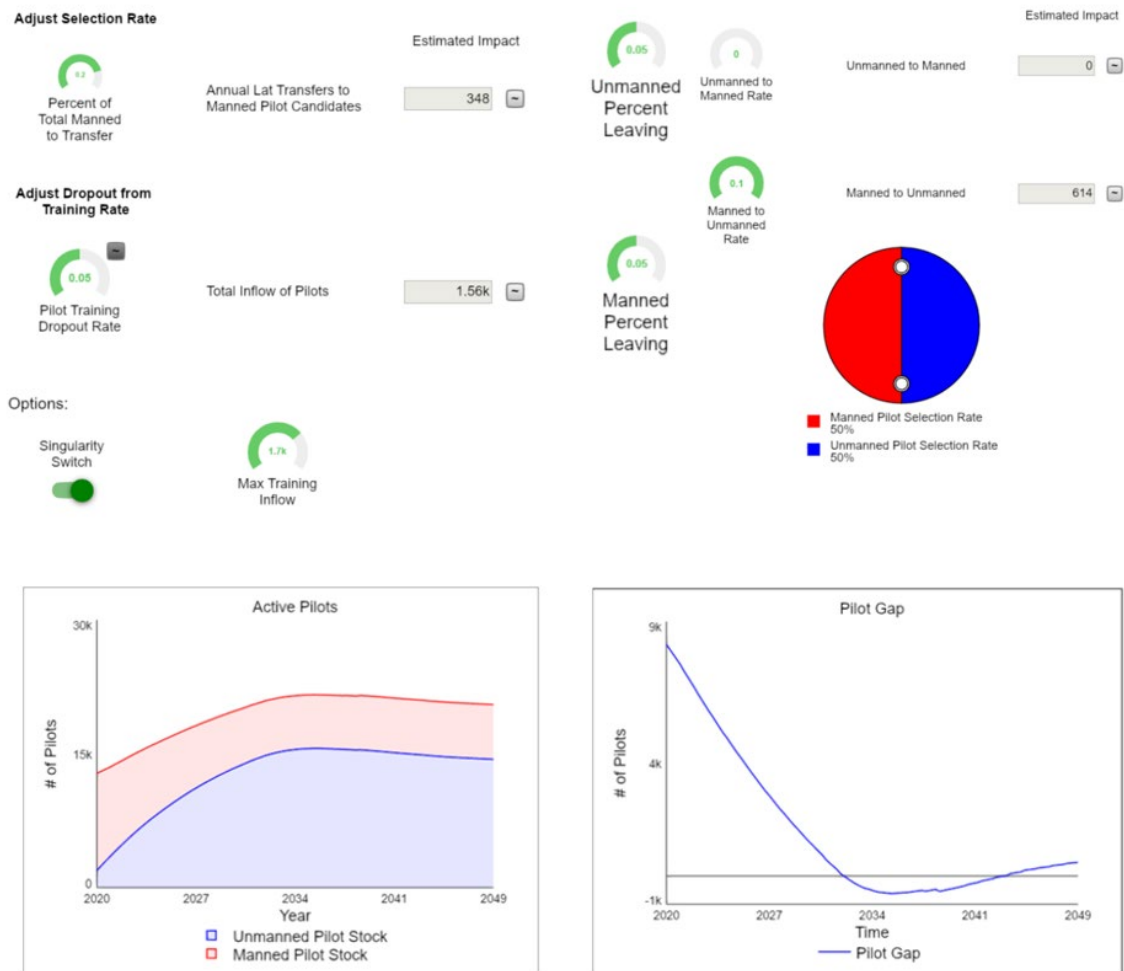 Adjust Selection Rate
Estimated Impact
0.2
Percent of
Total Manned
to Transfer
Annual Lat Transfers to
Manned Pilot Candidates
348
~
Adjust Dropout from
Training Rate
~
0.05
Pilot Training
Dropout Rate
Total Inflow of Pilots
1.56k
~
Options:
Singularity
Switch
1.7k
Max Training
Inflow
Estimated Impact
0.05
Unmanned
Percent
Leaving
0
Unmanned to
Manned Rate
Unmanned to Manned
0
~
0.1
Manned to
Unmanned
Rate
Manned to Unmanned
614
~
0.05
Manned
Percent
Leaving
Manned Pilot Selection Rate
50%
Unmanned Pilot Selection Rate
50%
Active Pilots
30k
15k
0
# of Pilots
2020 2027 2034 2041 2049
Year
Unmanned Pilot Stock
Manned Pilot Stock
Pilot Gap
9k
4k
-1k
# of Pilots
2020 2027 2034 2041 2049
Time
Pilot Gap